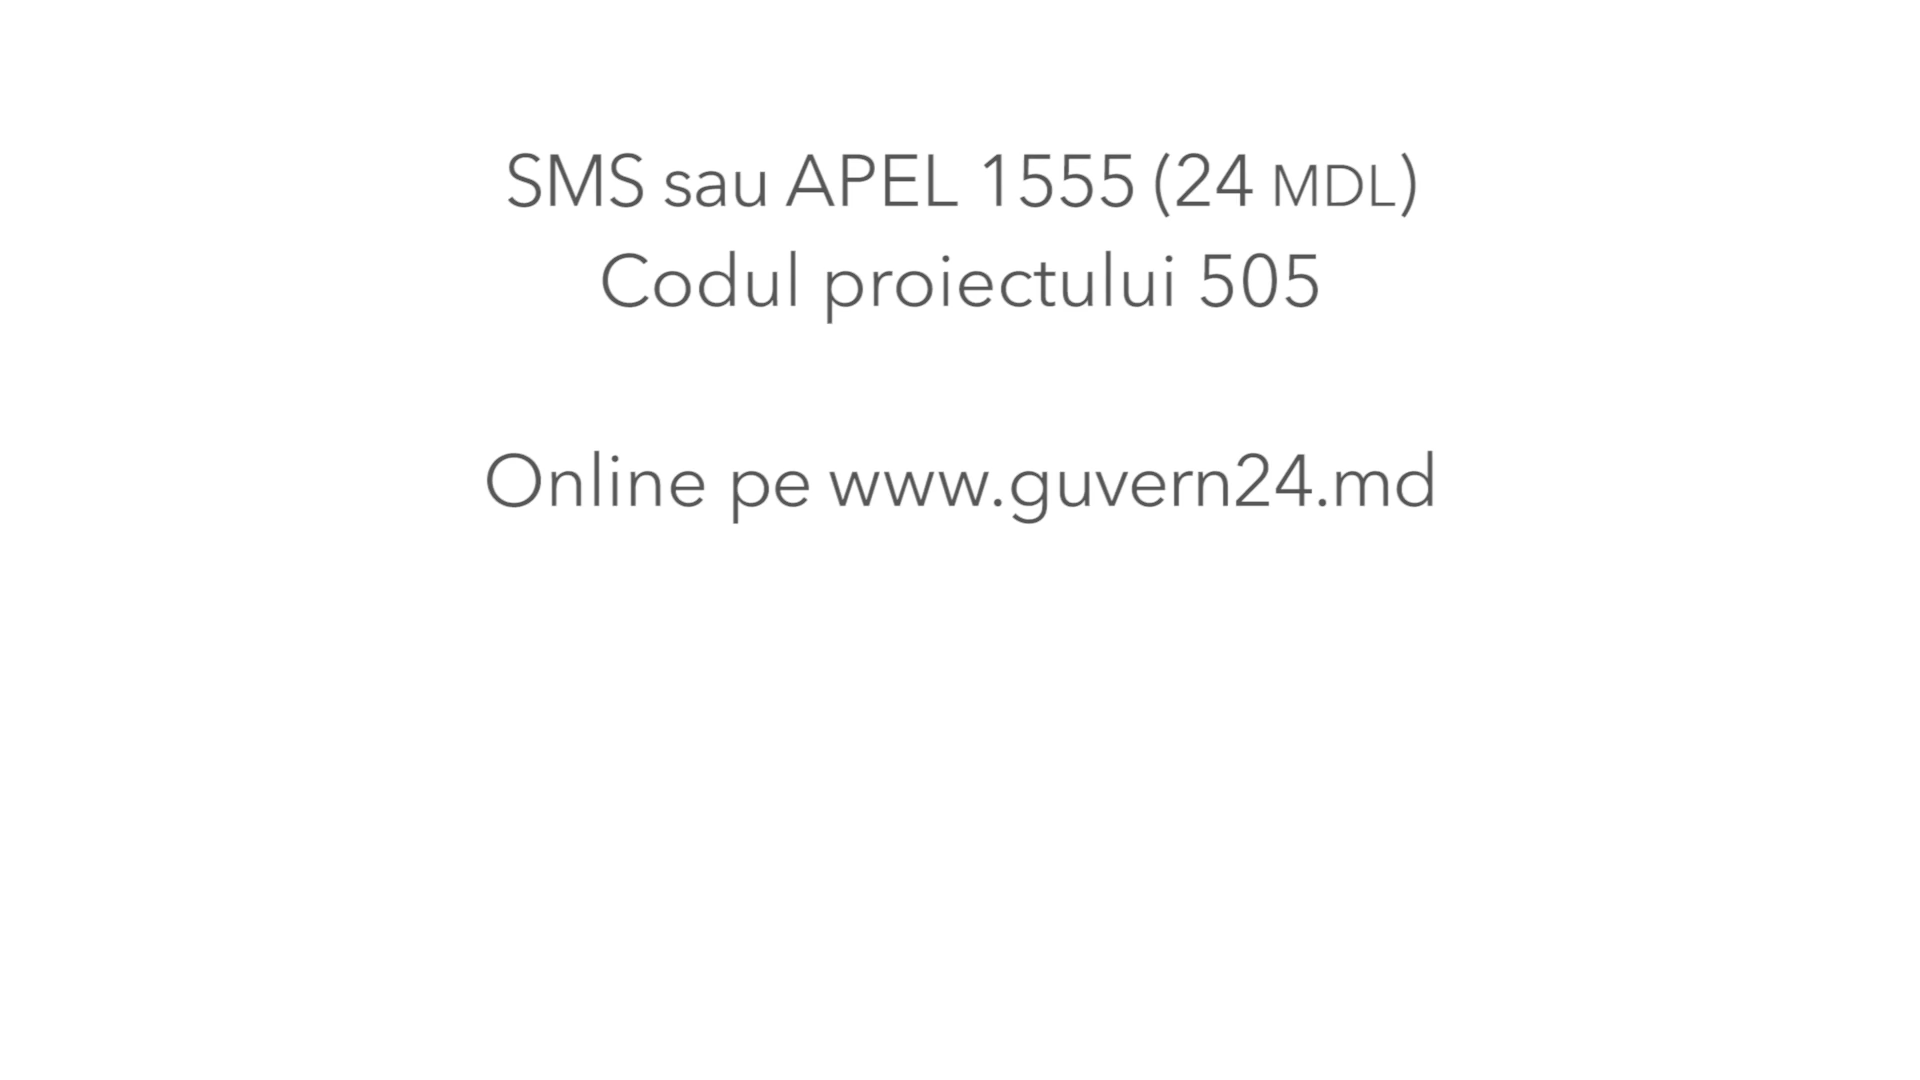 SMS sau APEL 1555 (24 MDL)
Codul proiectului 505
Online pe www.guvern24.md